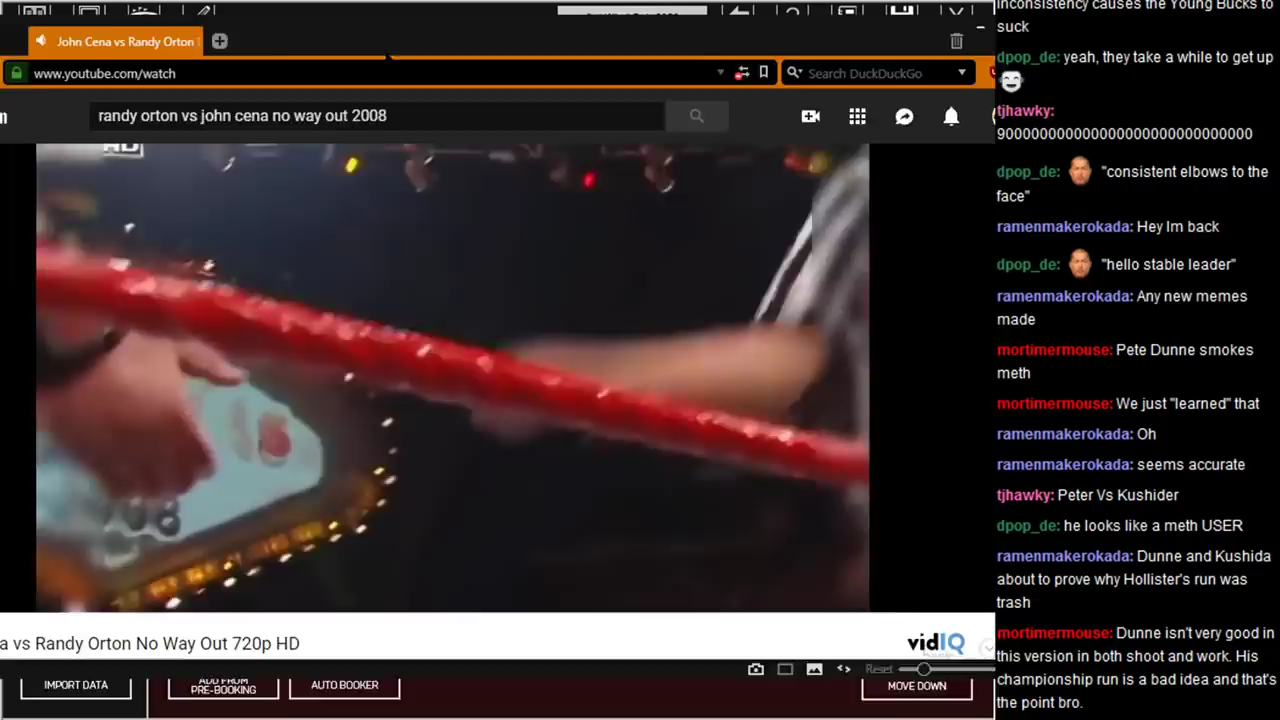 inconsistency causes the Young Bucks to
suck
John Cena vs Randy Orton
dpop_de: yeah, they take a while to get up
www.youtube.com/watch
Search DuckDuckGo
tjhawky:
randy orton vs john cena no way out 2008
HD
dpop_de: "consistent elbows to the
face"
ramenmakerokada: Hey Im back
dpop_de: "hello stable leader"
ramenmakerokada: Any new memes
made
mortimermouse: Pete Dunne smokes
meth
mortimermouse: We just "learned" that
ramenmakerokada: Oh
ramenmakerokada: seems accurate
tjhawky: Peter Vs Kushider
dpop_de: he looks like a meth USER
ramenmakerokada: Dunne and Kushida
about to prove why Hollister's run was
trash
mortimermouse: Dunne isn't very good in
this version in both shoot and work. His
championship run is a bad idea and that's
the point bro.
a vs Randy Orton No Way Out 720p HD
vidIQ
Reset
IMPORT DATA
ADD FROM
PRE-BOOKING
AUTO BOOKER
MOVE DOWN